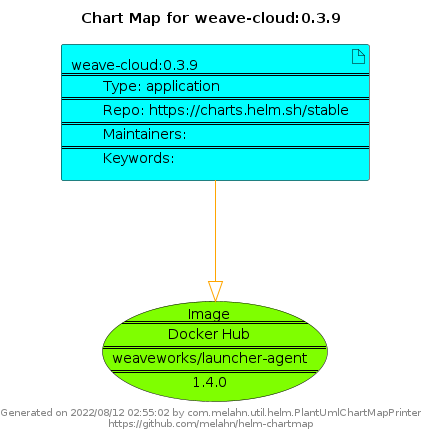 Chart Map for weave-cloud:0.3.9
weave-cloud:0.3.9
Type: application
Repo: https://charts.helm.sh/stable
Maintainers:
Keywords:
Image
Docker Hub
weaveworks/launcher-agent
1.4.0
Generated on 2022/08/12 02:55:02 by com.melahn.util.helm.PlantUmlChartMapPrinter
https://github.com/melahn/helm-chartmap